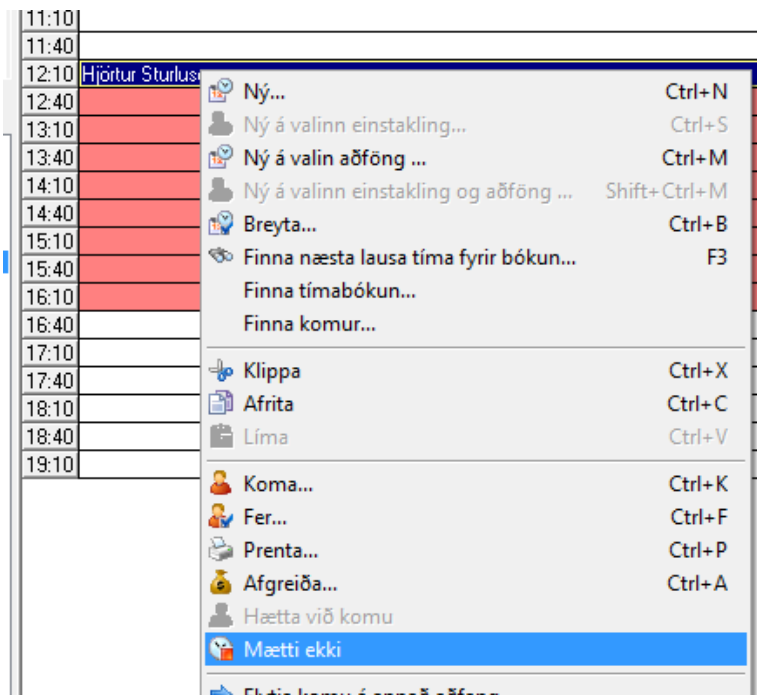 11:10
11:40
12:10 Hjörtur
12:40
13:10
13:40
14:10
14:40
15:10
15:40
16:10
16:40
17:10
17:40
18:10
18:40
19:10
Ný... Ctrl+N
Ný á valinn einstakling... Ctrl+S
Ný á valin aðföng ... Ctrl+M
Ný á valinn einstakling og aðföng ... Shift+Ctrl+M
Breyta... Ctrl+B
Finna næsta lausa tíma fyrir bókun... F3
Finna tímabókun...
Finna komur...
Klippa Ctrl+X
Afrita Ctrl+C
Líma Ctrl+V
Koma... Ctrl+K
Fer... Ctrl+F
Prenta... Ctrl+P
Afgreiða... Ctrl+A
Hætta við komu
Mætti ekki